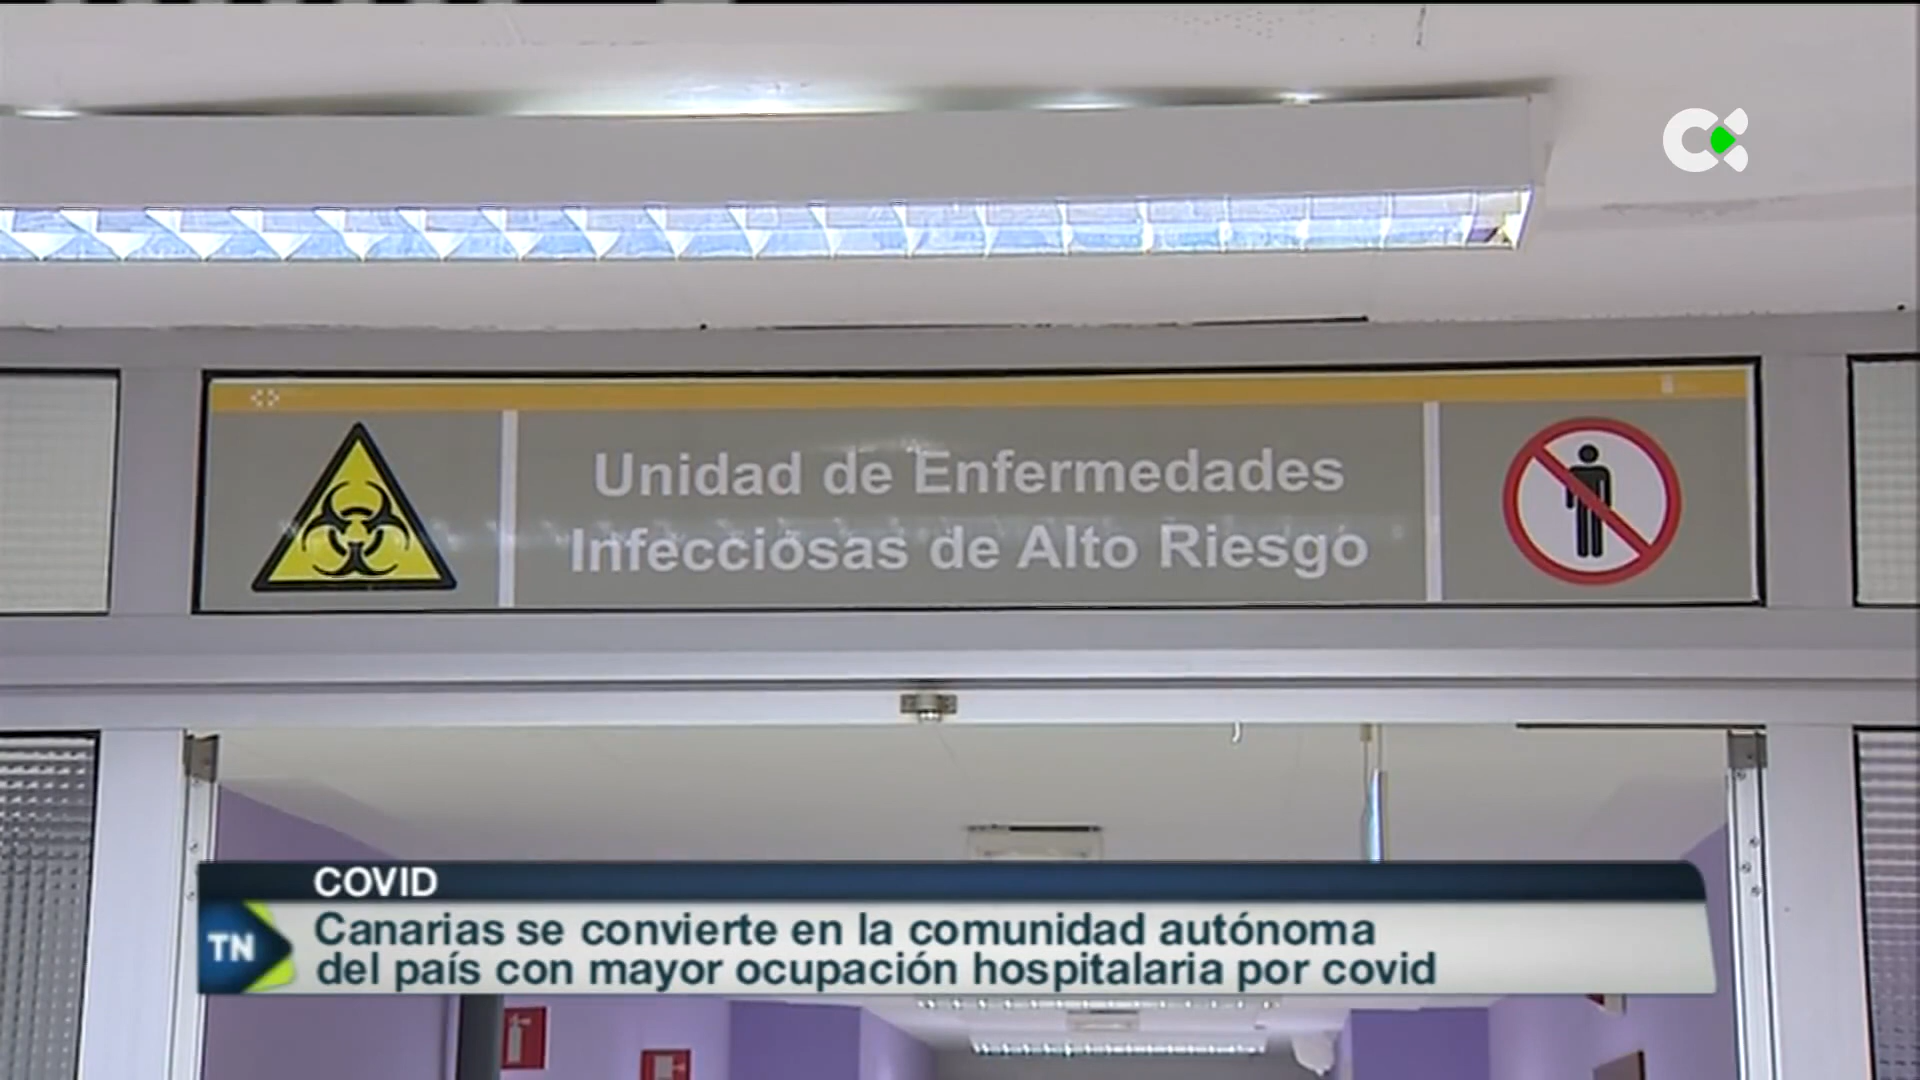 Unidad de Enfermedades
Infecciosas de Alto Riesgo
COVID
TN
Canarias se convierte en la comunidad autónoma
del país con mayor ocupación hospitalaria por covid